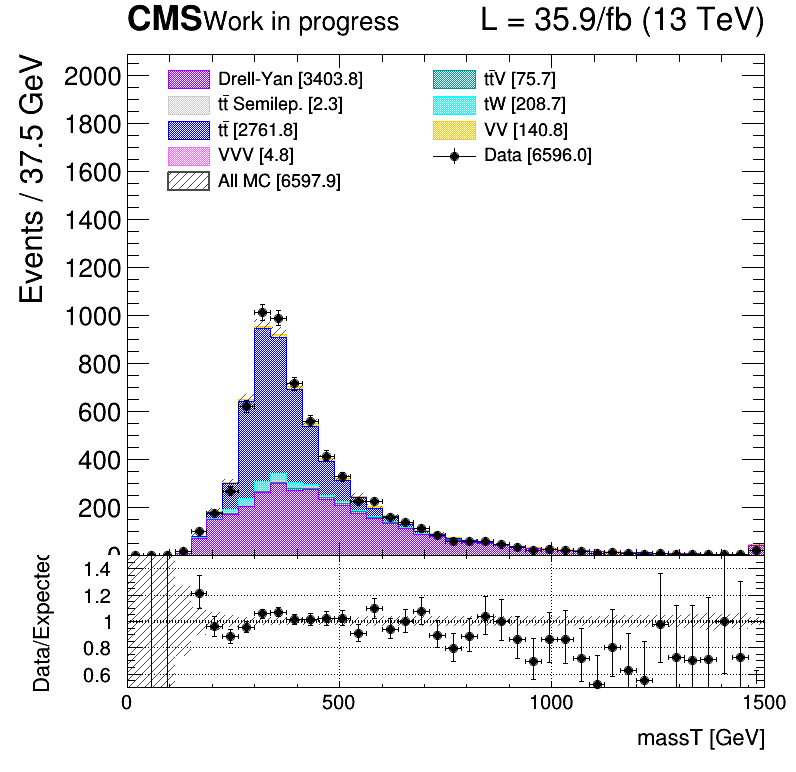 CMS Work in progress L = 35.9/fb (13 TeV)
Events / 37.5 GeV
2000
1800
1600
1400
1200
1000
800
600
400
200
0
Drell-Yan [3403.8]
tt̄ Semilep. [2.3]
tt̄ [2761.8]
VVV [4.8]
All MC [6597.9]
tt̄V [75.7]
tW [208.7]
VV [140.8]
Data [6596.0]
Data/Expected
1.4
1.2
1
0.8
0.6
0 500 1000 1500
massT [GeV]